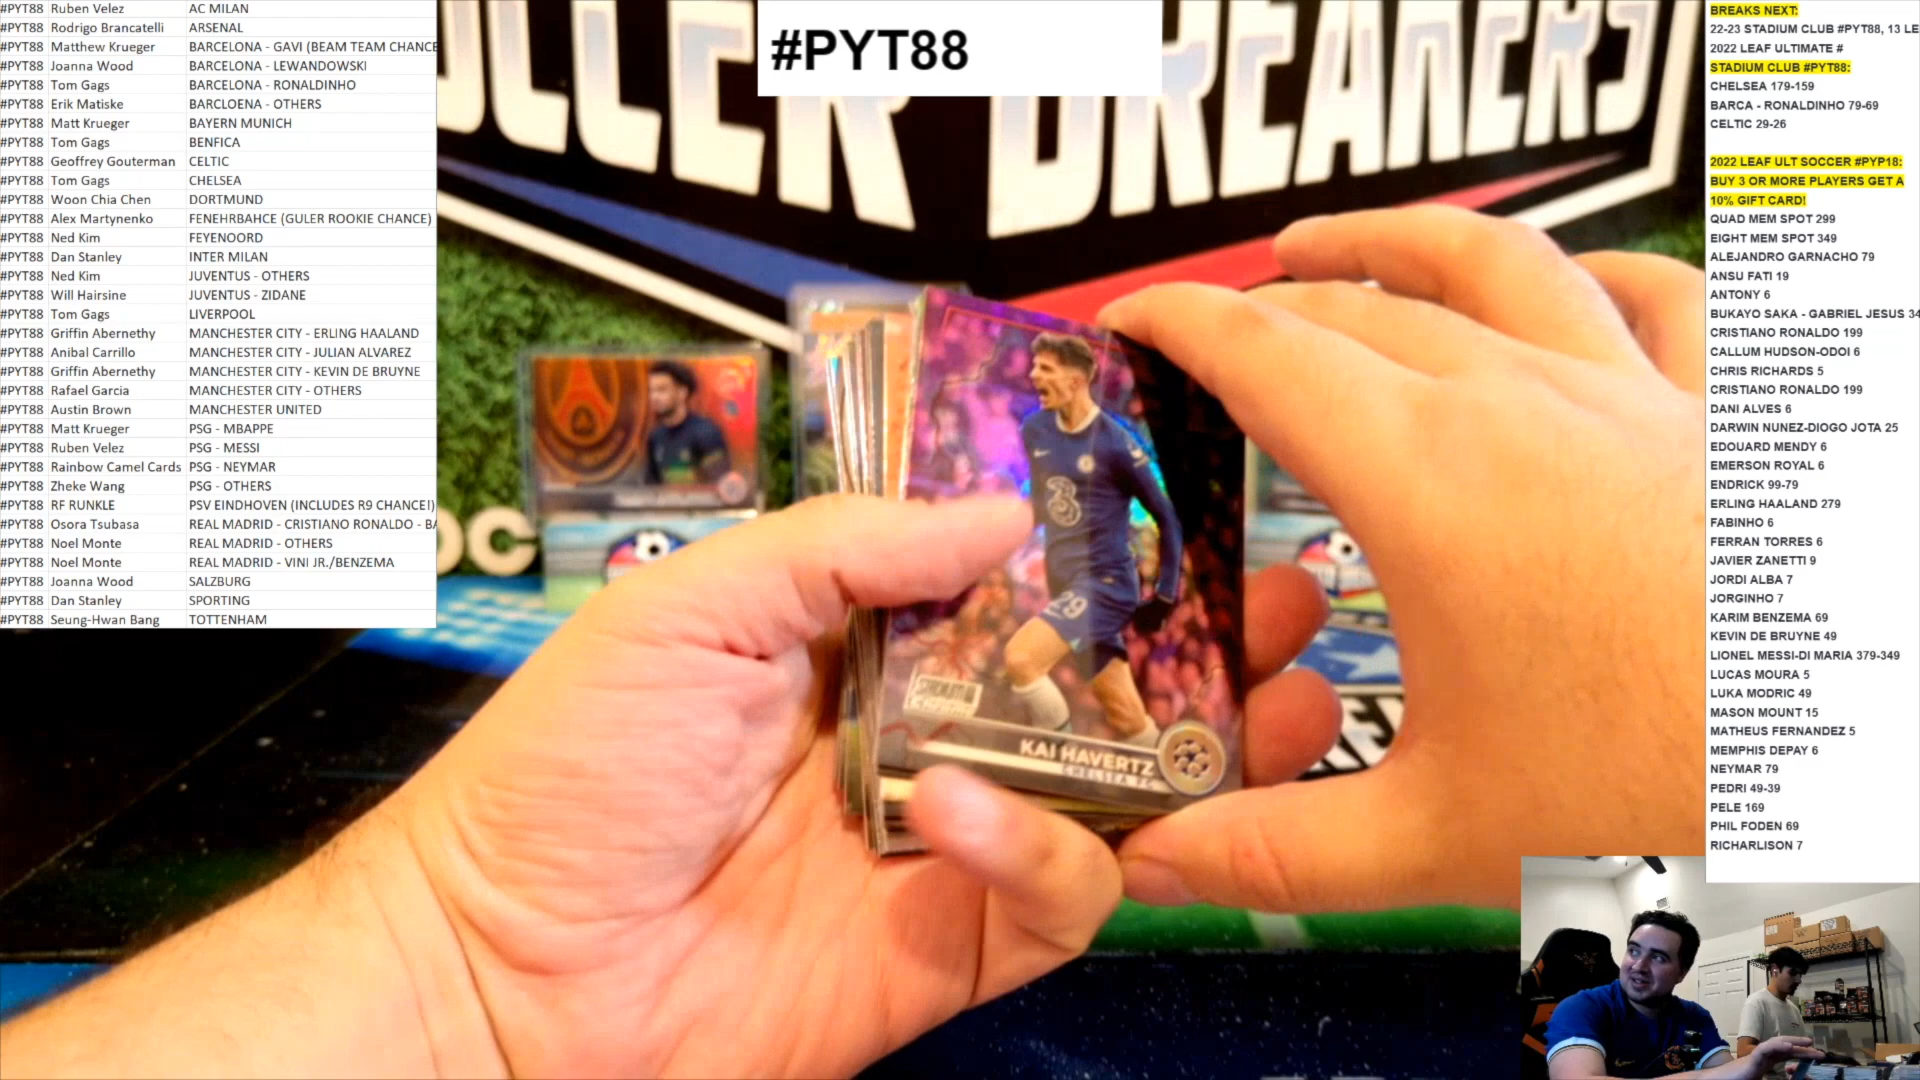 #PYT88 Ruben Velez AC MILAN
#PYT88 Rodrigo Brancatelli ARSENAL
#PYT88 Matthew Krueger BARCELONA - GAVI (BEAM TEAM CHANCE
#PYT88 Joanna Wood BARCELONA - LEWANDOWSKI
#PYT88 Tom Gags BARCELONA - RONALDINHO
#PYT88 Erik Matiske BARCLOENA - OTHERS
#PYT88 Matt Krueger BAYERN MUNICH
#PYT88 Tom Gags BENFICA
#PYT88 Geoffrey Gouterman CELTIC
#PYT88 Tom Gags CHELSEA
#PYT88 Woon Chia Chen DORTMUND
#PYT88 Alex Martynenko FENEHRBAHCE (GULER ROOKIE CHANCE)
#PYT88 Ned Kim FEYENOORD
#PYT88 Dan Stanley INTER MILAN
#PYT88 Ned Kim JUVENTUS - OTHERS
#PYT88 Will Hairsine JUVENTUS - ZIDANE
#PYT88 Tom Gags LIVERPOOL
#PYT88 Griffin Abernethy MANCHESTER CITY - ERLING HAALAND
#PYT88 Anibal Carrillo MANCHESTER CITY - JULIAN ALVAREZ
#PYT88 Griffin Abernethy MANCHESTER CITY - KEVIN DE BRUYNE
#PYT88 Rafael Garcia MANCHESTER CITY - OTHERS
#PYT88 Austin Brown MANCHESTER UNITED
#PYT88 Matt Krueger PSG - MBAPPE
#PYT88 Ruben Velez PSG - MESSI
#PYT88 Rainbow Camel Cards PSG - NEYMAR
#PYT88 Zheke Wang PSG - OTHERS
#PYT88 RF RUNKLE PSV EINDHOVEN (INCLUDES R9 CHANCE!)
#PYT88 Osora Tsubasa REAL MADRID - CRISTIANO RONALDO - BA
#PYT88 Noel Monte REAL MADRID - OTHERS
#PYT88 Noel Monte REAL MADRID - VINI JR./BENZEMA
#PYT88 Joanna Wood SALZBURG
#PYT88 Dan Stanley SPORTING
#PYT88 Seung-Hwan Bang TOTTENHAM
#PYT88
BREAKERS
3
29
STADIUM CLUB
CHROME
KAI HAVERTZ
CHELSEA F.C.
BREAKS NEXT:
22-23 STADIUM CLUB #PYT88, 13 LE
2022 LEAF ULTIMATE #
STADIUM CLUB #PYT88:
CHELSEA 179-159
BARCA - RONALDINHO 79-69
CELTIC 29-26
2022 LEAF ULT SOCCER #PYP18:
BUY 3 OR MORE PLAYERS GET A
10% GIFT CARD!
QUAD MEM SPOT 299
EIGHT MEM SPOT 349
ALEJANDRO GARNACHO 79
ANSU FATI 19
ANTONY 6
BUKAYO SAKA - GABRIEL JESUS 34
CRISTIANO RONALDO 199
CALLUM HUDSON-ODOI 6
CHRIS RICHARDS 5
CRISTIANO RONALDO 199
DANI ALVES 6
DARWIN NUNEZ-DIOGO JOTA 25
EDOUARD MENDY 6
EMERSON ROYAL 6
ENDRICK 99-79
ERLING HAALAND 279
FABINHO 6
FERRAN TORRES 6
JAVIER ZANETTI 9
JORDI ALBA 7
JORGINHO 7
KARIM BENZEMA 69
KEVIN DE BRUYNE 49
LIONEL MESSI-DI MARIA 379-349
LUCAS MOURA 5
LUKA MODRIC 49
MASON MOUNT 15
MATHEUS FERNANDEZ 5
MEMPHIS DEPAY 6
NEYMAR 79
PEDRI 49-39
PELE 169
PHIL FODEN 69
RICHARLISON 7